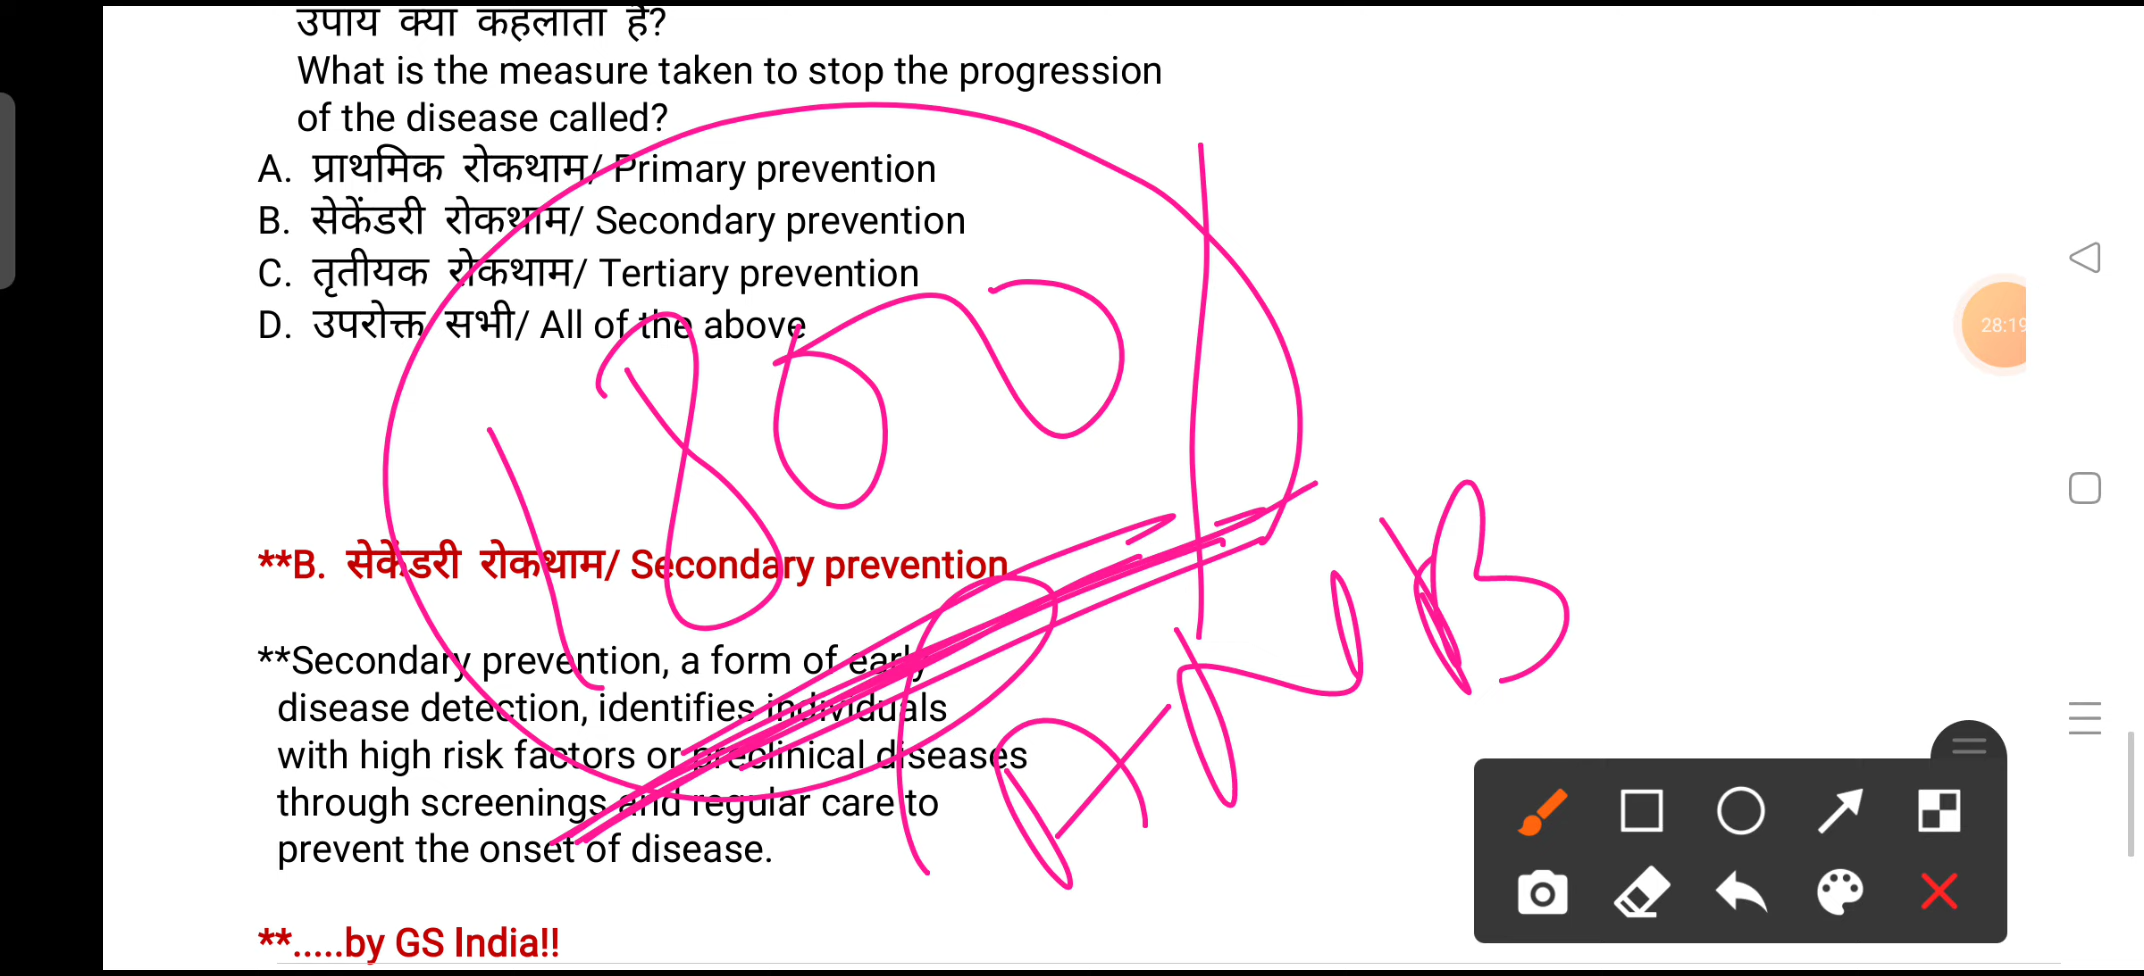 उपाय क्या कहलाता है?
What is the measure taken to stop the progression
of the disease called?
A. प्राथमिक रोकथाम/ Primary prevention
B. सेकेंडरी रोकथाम/ Secondary prevention
C. तृतीयक रोकथाम/ Tertiary prevention
D. उपरोक्त सभी/ All of the above
1800/
**B. सेकेंडरी रोकथाम/ Secondary prevention
**Secondary prevention, a form of early
disease detection, identifies individuals
with high risk factors or preclinical diseases
through screenings and regular care to
prevent the onset of disease.
**.....by GS India!!
28:19